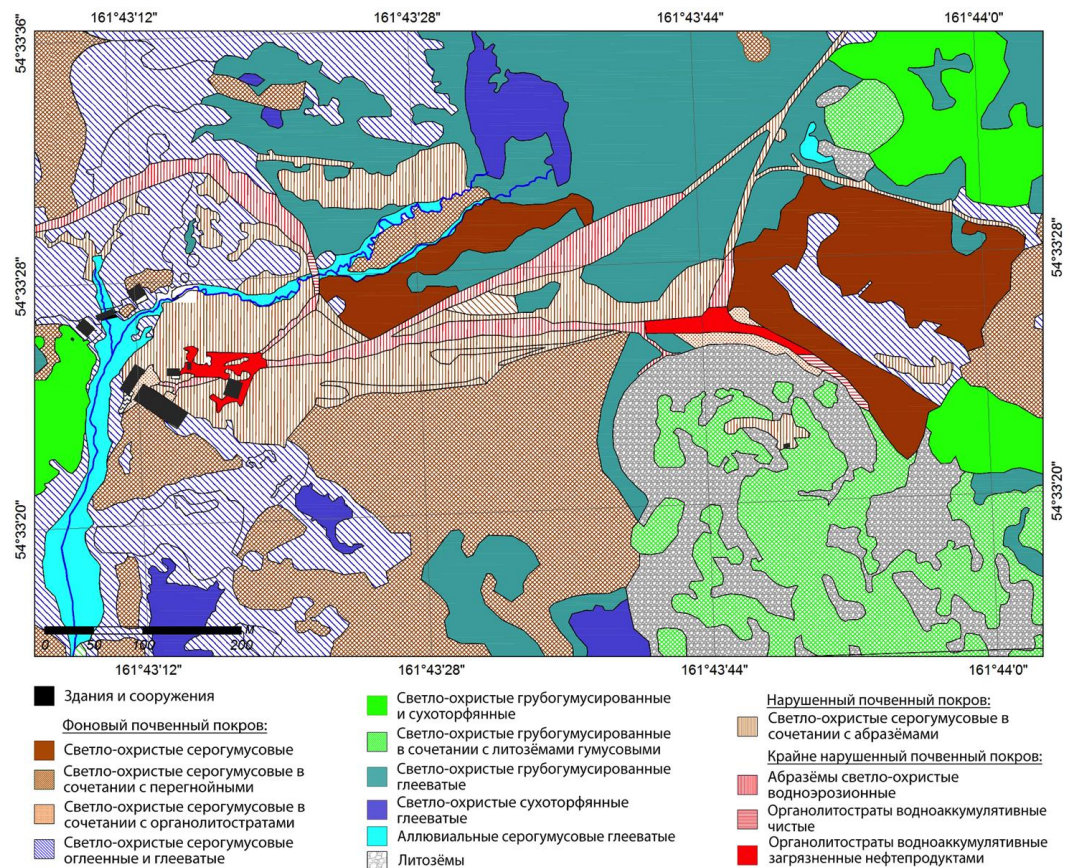 161°43'12"
161°43'28"
161°43'44"
161°44'0"
54°33'36"
54°33'28"
54°33'28"
54°33'20"
54°33'20"
М
0 50 100 200
161°43'12"
161°43'28"
161°43'44"
161°44'0"
Здания и сооружения
Фоновый почвенный покров:
Светло-охристые серогумусовые
Светло-охристые серогумусовые в
сочетании с перегнойными
Светло-охристые серогумусовые в
сочетании с органолитостратами
Светло-охристые серогумусовые
оглеенные и глееватые
Светло-охристые грубогумусированные
и сухоторфянные
Светло-охристые грубогумусированные
в сочетании с литозёмами гумусовыми
Светло-охристые грубогумусированные
глееватые
Светло-охристые сухоторфянные
глееватые
Аллювиальные серогумусовые глееватые
Литозёмы
Нарушенный почвенный покров:
Светло-охристые серогумусовые в
сочетании с абразёмами
Крайне нарушенный почвенный покров:
Абразёмы светло-охристые
водноэрозионные
Органолитостраты водноаккумулятивные
чистые
Органолитостраты водноаккумулятивные
загрязненные нефтепродуктами